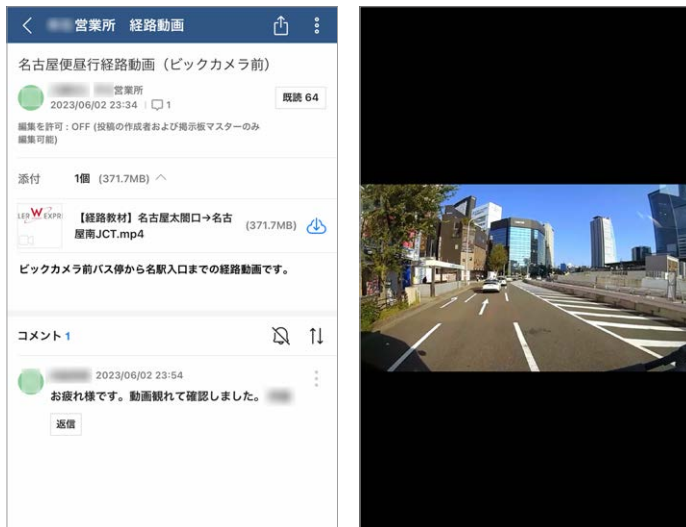 営業所 経路動画
名古屋便昼行経路動画（ビックカメラ前）
営業所
2023/06/02 23:34 1
既読 64
編集を許可 : OFF (投稿の作成者および掲示板マスターのみ
編集可能)
添付 1個 (371.7MB)
W
【経路教材】名古屋太閤口→名古
屋南JCT.mp4
(371.7MB)
ビックカメラ前バス停から名駅入口までの経路動画です。
コメント 1
2023/06/02 23:54
お疲れ様です。動画観れて確認しました。
返信